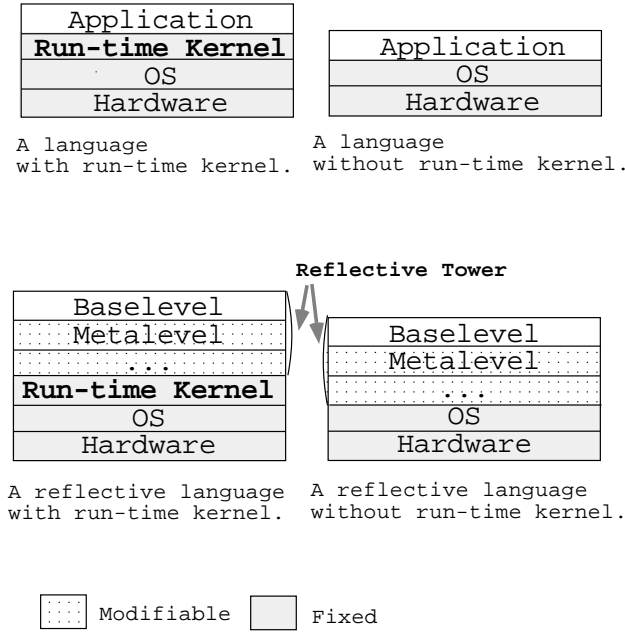 Application
Run-time Kernel
OS
Hardware
A language
with run-time kernel.
Application
OS
Hardware
A language
without run-time kernel.
Reflective Tower
Baselevel
Metalevel
...
Run-time Kernel
OS
Hardware
A reflective language
with run-time kernel.
Baselevel
Metalevel
...
OS
Hardware
A reflective language
without run-time kernel.
Modifiable
Fixed